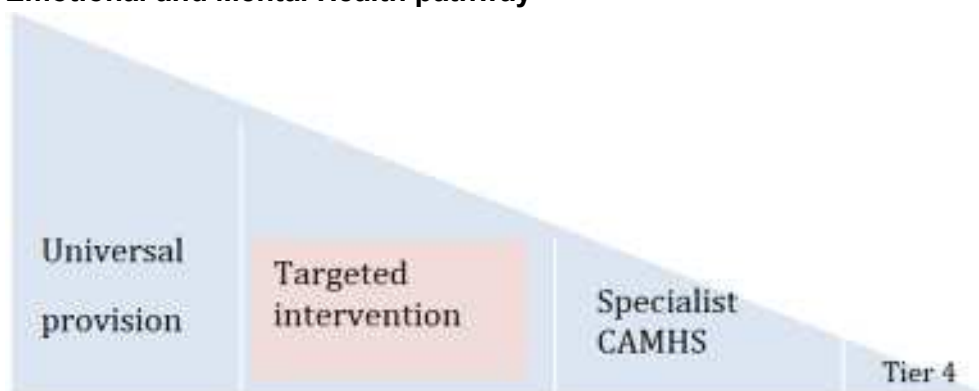 Emotional and Mental Health pathway
Universal
provision
Targeted
intervention
Specialist
CAMHS
Tier 4